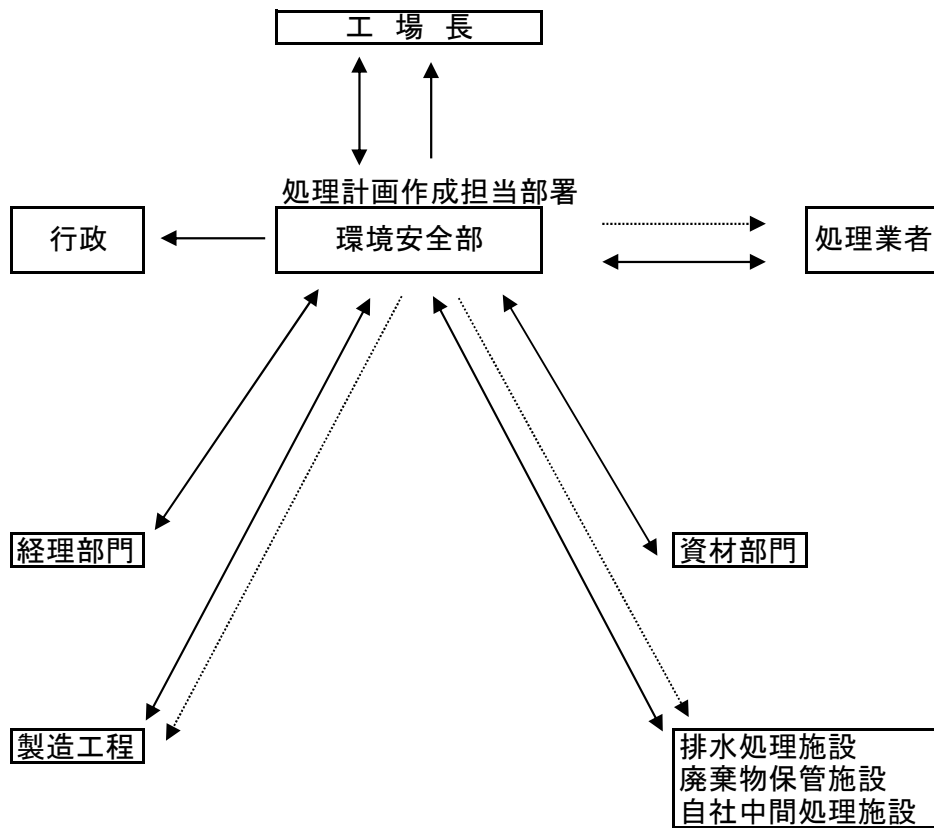 工 場 長
処理計画作成担当部署
行政
環境安全部
処理業者
経理部門
資材部門
製造工程
排水処理施設
廃棄物保管施設
自社中間処理施設